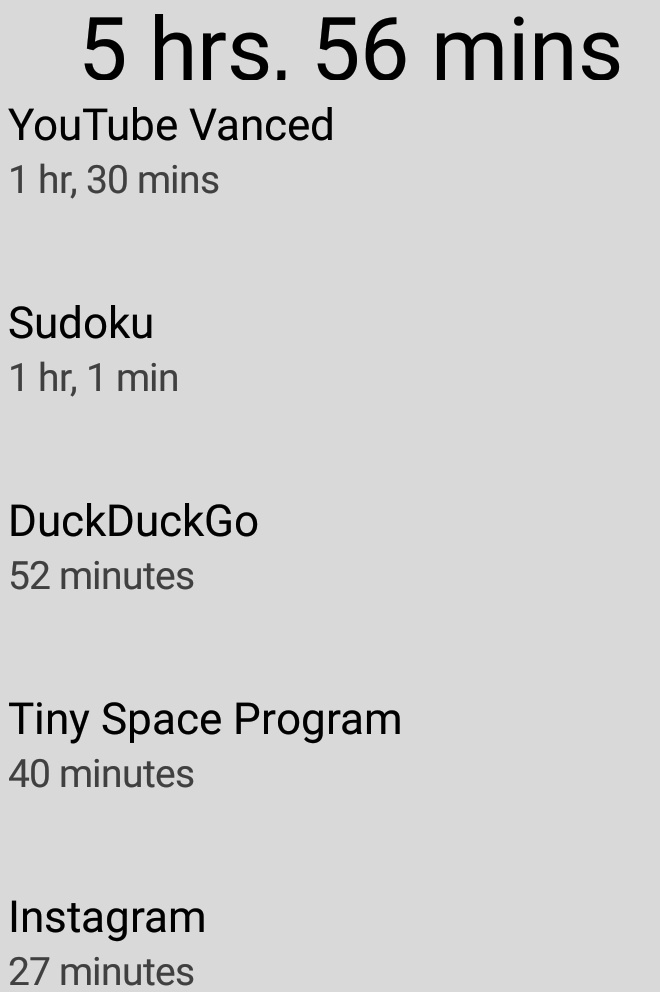 5 hrs. 56 mins
YouTube Vanced
1 hr, 30 mins
Sudoku
1 hr, 1 min
DuckDuckGo
52 minutes
Tiny Space Program
40 minutes
Instagram
27 minutes